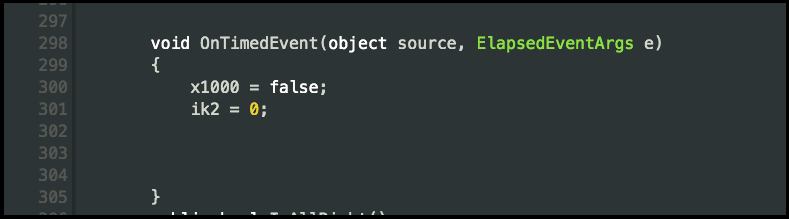 297
298 void OnTimedEvent(object source, ElapsedEventArgs e)
299 {
300 x1000 = false;
301 ik2 = 0;
302
303
304
305 }